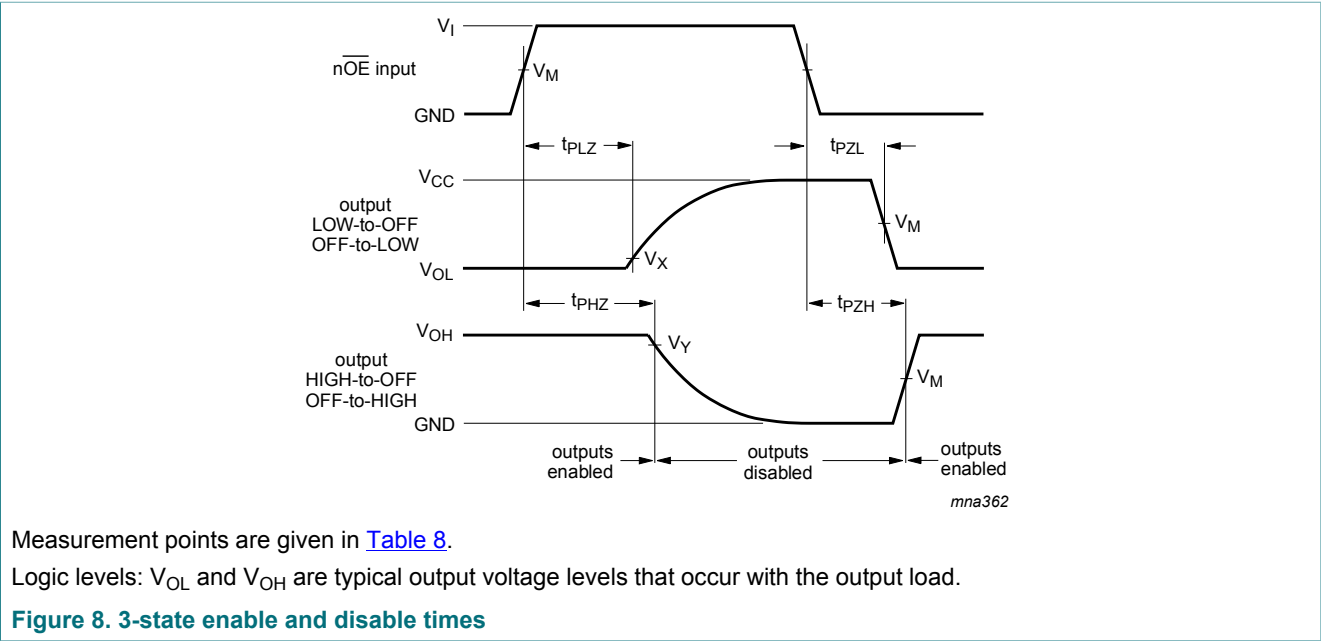 V_I
nOE input
V_M
GND
t_PLZ
t_PZL
V_CC
output
LOW-to-OFF
OFF-to-LOW
V_M
V_X
V_OL
t_PHZ
t_PZH
V_OH
V_Y
output
HIGH-to-OFF
OFF-to-HIGH
V_M
GND
outputs
enabled
outputs
disabled
outputs
enabled
mna362
Measurement points are given in Table 8.
Logic levels: V_OL and V_OH are typical output voltage levels that occur with the output load.
Figure 8. 3-state enable and disable times